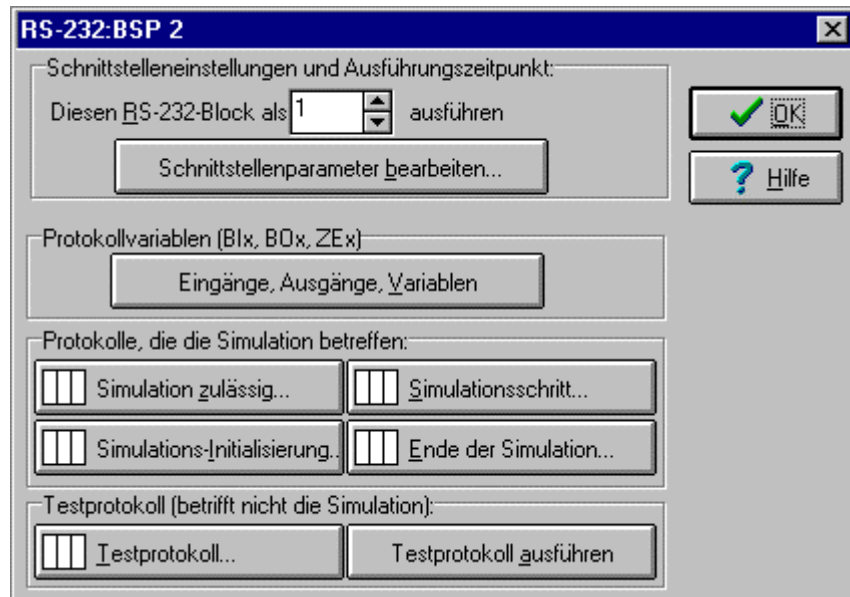 RS-232:BSP 2
Schnittstelleneinstellungen und Ausführungszeitpunkt:
Diesen RS-232-Block als 1 ausführen
OK
Schnittstellenparameter bearbeiten...
Hilfe
Protokollvariablen (BIx, BOx, ZEx)
Eingänge, Ausgänge, Variablen
Protokolle, die die Simulation betreffen:
Simulation zulässig... Simulationsschritt...
Simulations-Initialisierung.. Ende der Simulation...
Testprotokoll (betrifft nicht die Simulation):
Testprotokoll... Testprotokoll ausführen